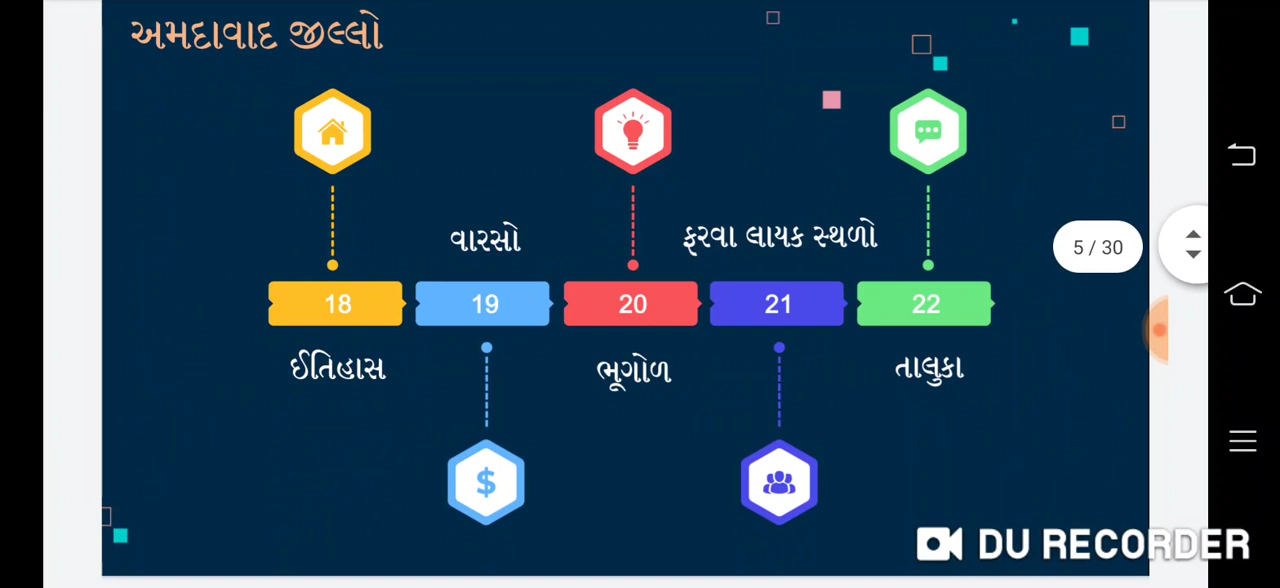 અમદાવાદ જીલ્લો
વારસો
ફરવા લાયક સ્થળો
5 / 30
18
19
20
21
22
ઈતિહાસ
ભૂગોળ
તાલુકા
$
DU RECORDER